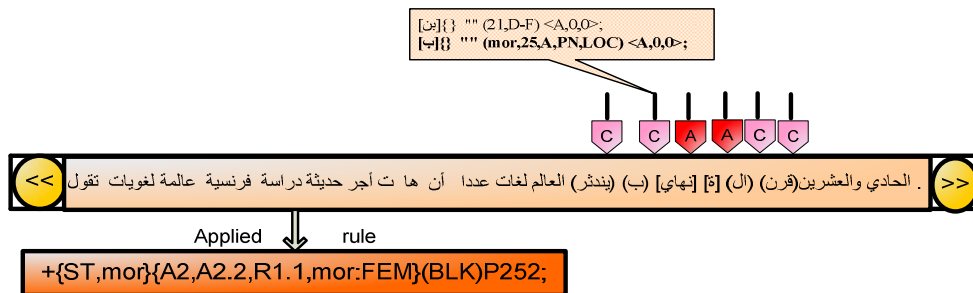 [بن]{} "" (21,D-F) <A,0,0>;
[ب]{} "" (mor,25,A,PN,LOC) <A,0,0>;
C C A A C C
<< تقول لغويات عالمة فرنسية دراسة حديثة أجر ت ها أن عددا لغات العالم (يندثر) (ب) [نهاي] [ة] (ال) (قرن)الحادي والعشرين . >>
Applied rule
+{ST,mor}{A2,A2.2,R1.1,mor:FEM}(BLK)P252;